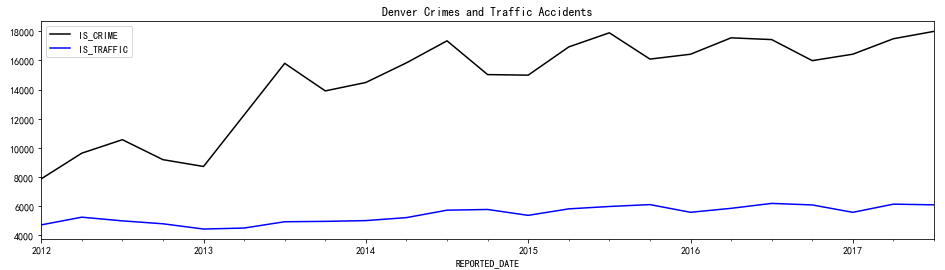 Denver Crimes and Traffic Accidents
IS_CRIME
IS_TRAFFIC
18000
16000
14000
12000
10000
8000
6000
4000
2012 2013 2014 2015 2016 2017
REPORTED_DATE